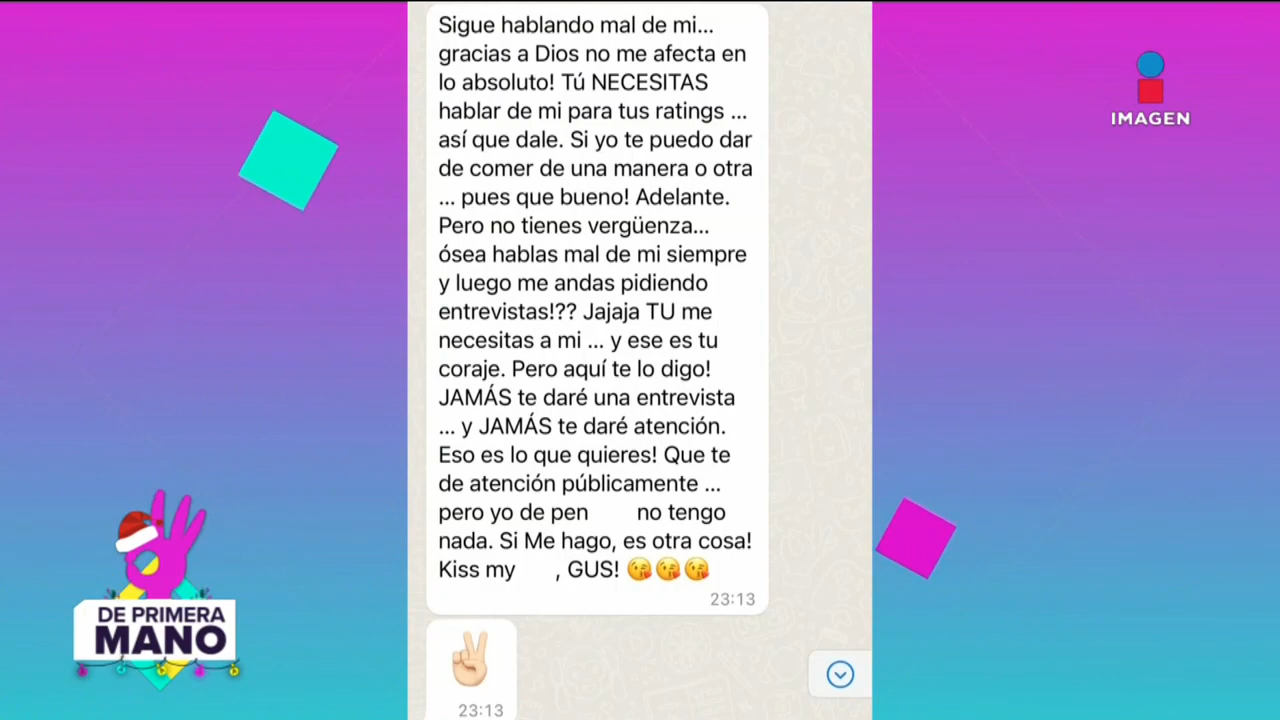 Sigue hablando mal de mi...
gracias a Dios no me afecta en
lo absoluto! Tú NECESITAS
hablar de mi para tus ratings ...
así que dale. Si yo te puedo dar
de comer de una manera o otra
... pues que bueno! Adelante.
Pero no tienes vergüenza...
ósea hablas mal de mi siempre
y luego me andas pidiendo
entrevistas!?? Jajaja TU me
necesitas a mi ... y ese es tu
coraje. Pero aquí te lo digo!
JAMÁS te daré una entrevista
... y JAMÁS te daré atención.
Eso es lo que quieres! Que te
de atención públicamente ...
pero yo de pen no tengo
nada. Si Me hago, es otra cosa!
Kiss my , GUS! 😘😘😘
23:13
✌🏻
23:13
IMAGEN
DE PRIMERA
MANO